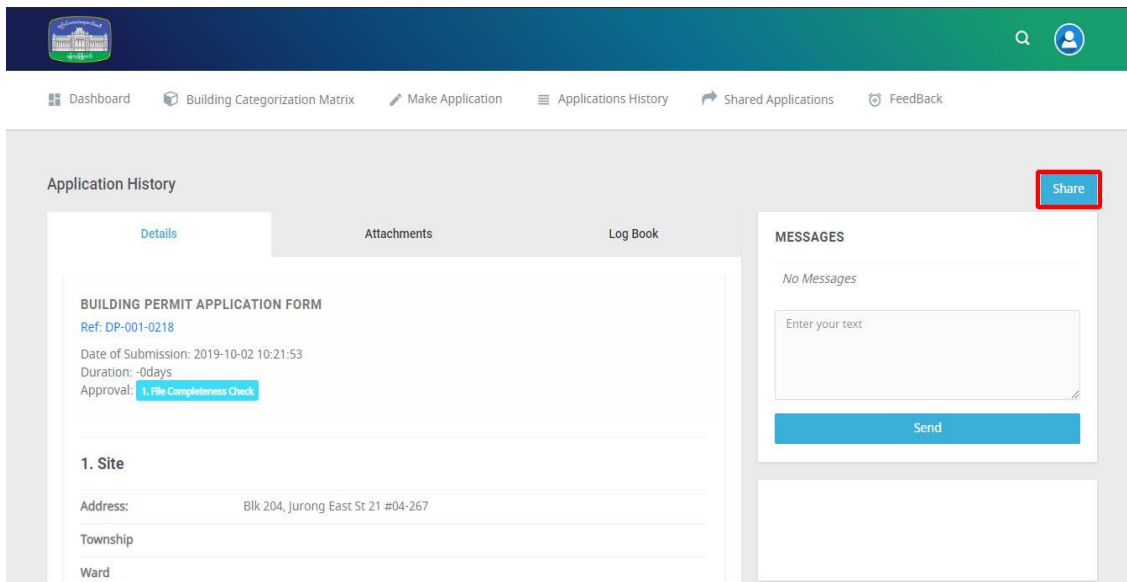 Dashboard
Building Categorization Matrix
Make Application
Applications History
Shared Applications
FeedBack
Application History
Share
Details
Attachments
Log Book
BUILDING PERMIT APPLICATION FORM
Ref: DP-001-0218
Date of Submission: 2019-10-02 10:21:53
Duration: -0days
Approval: 1. File Completeness Check
1. Site
Address: Blk 204, Jurong East St 21 #04-267
Township
Ward
MESSAGES
No Messages
Enter your text
Send